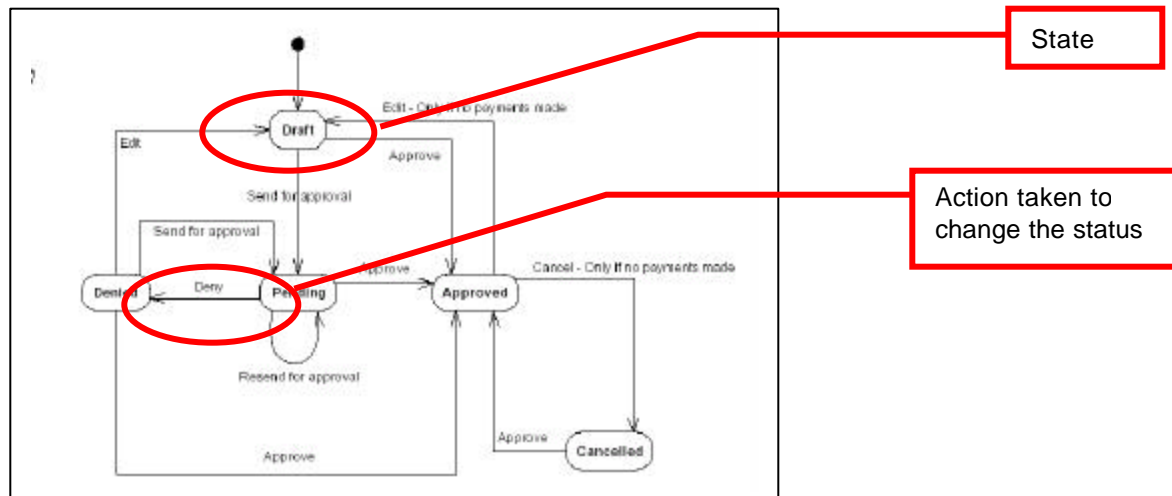 State
Edit - Only if no payments made
Draft
Edit
Approve
Send for approval
Action taken to
change the status
Send for approval
Approve
Cancel - Only if no payments made
Denied
Deny
Pending
Approved
Resend for approval
Approve
Cancelled
Approve